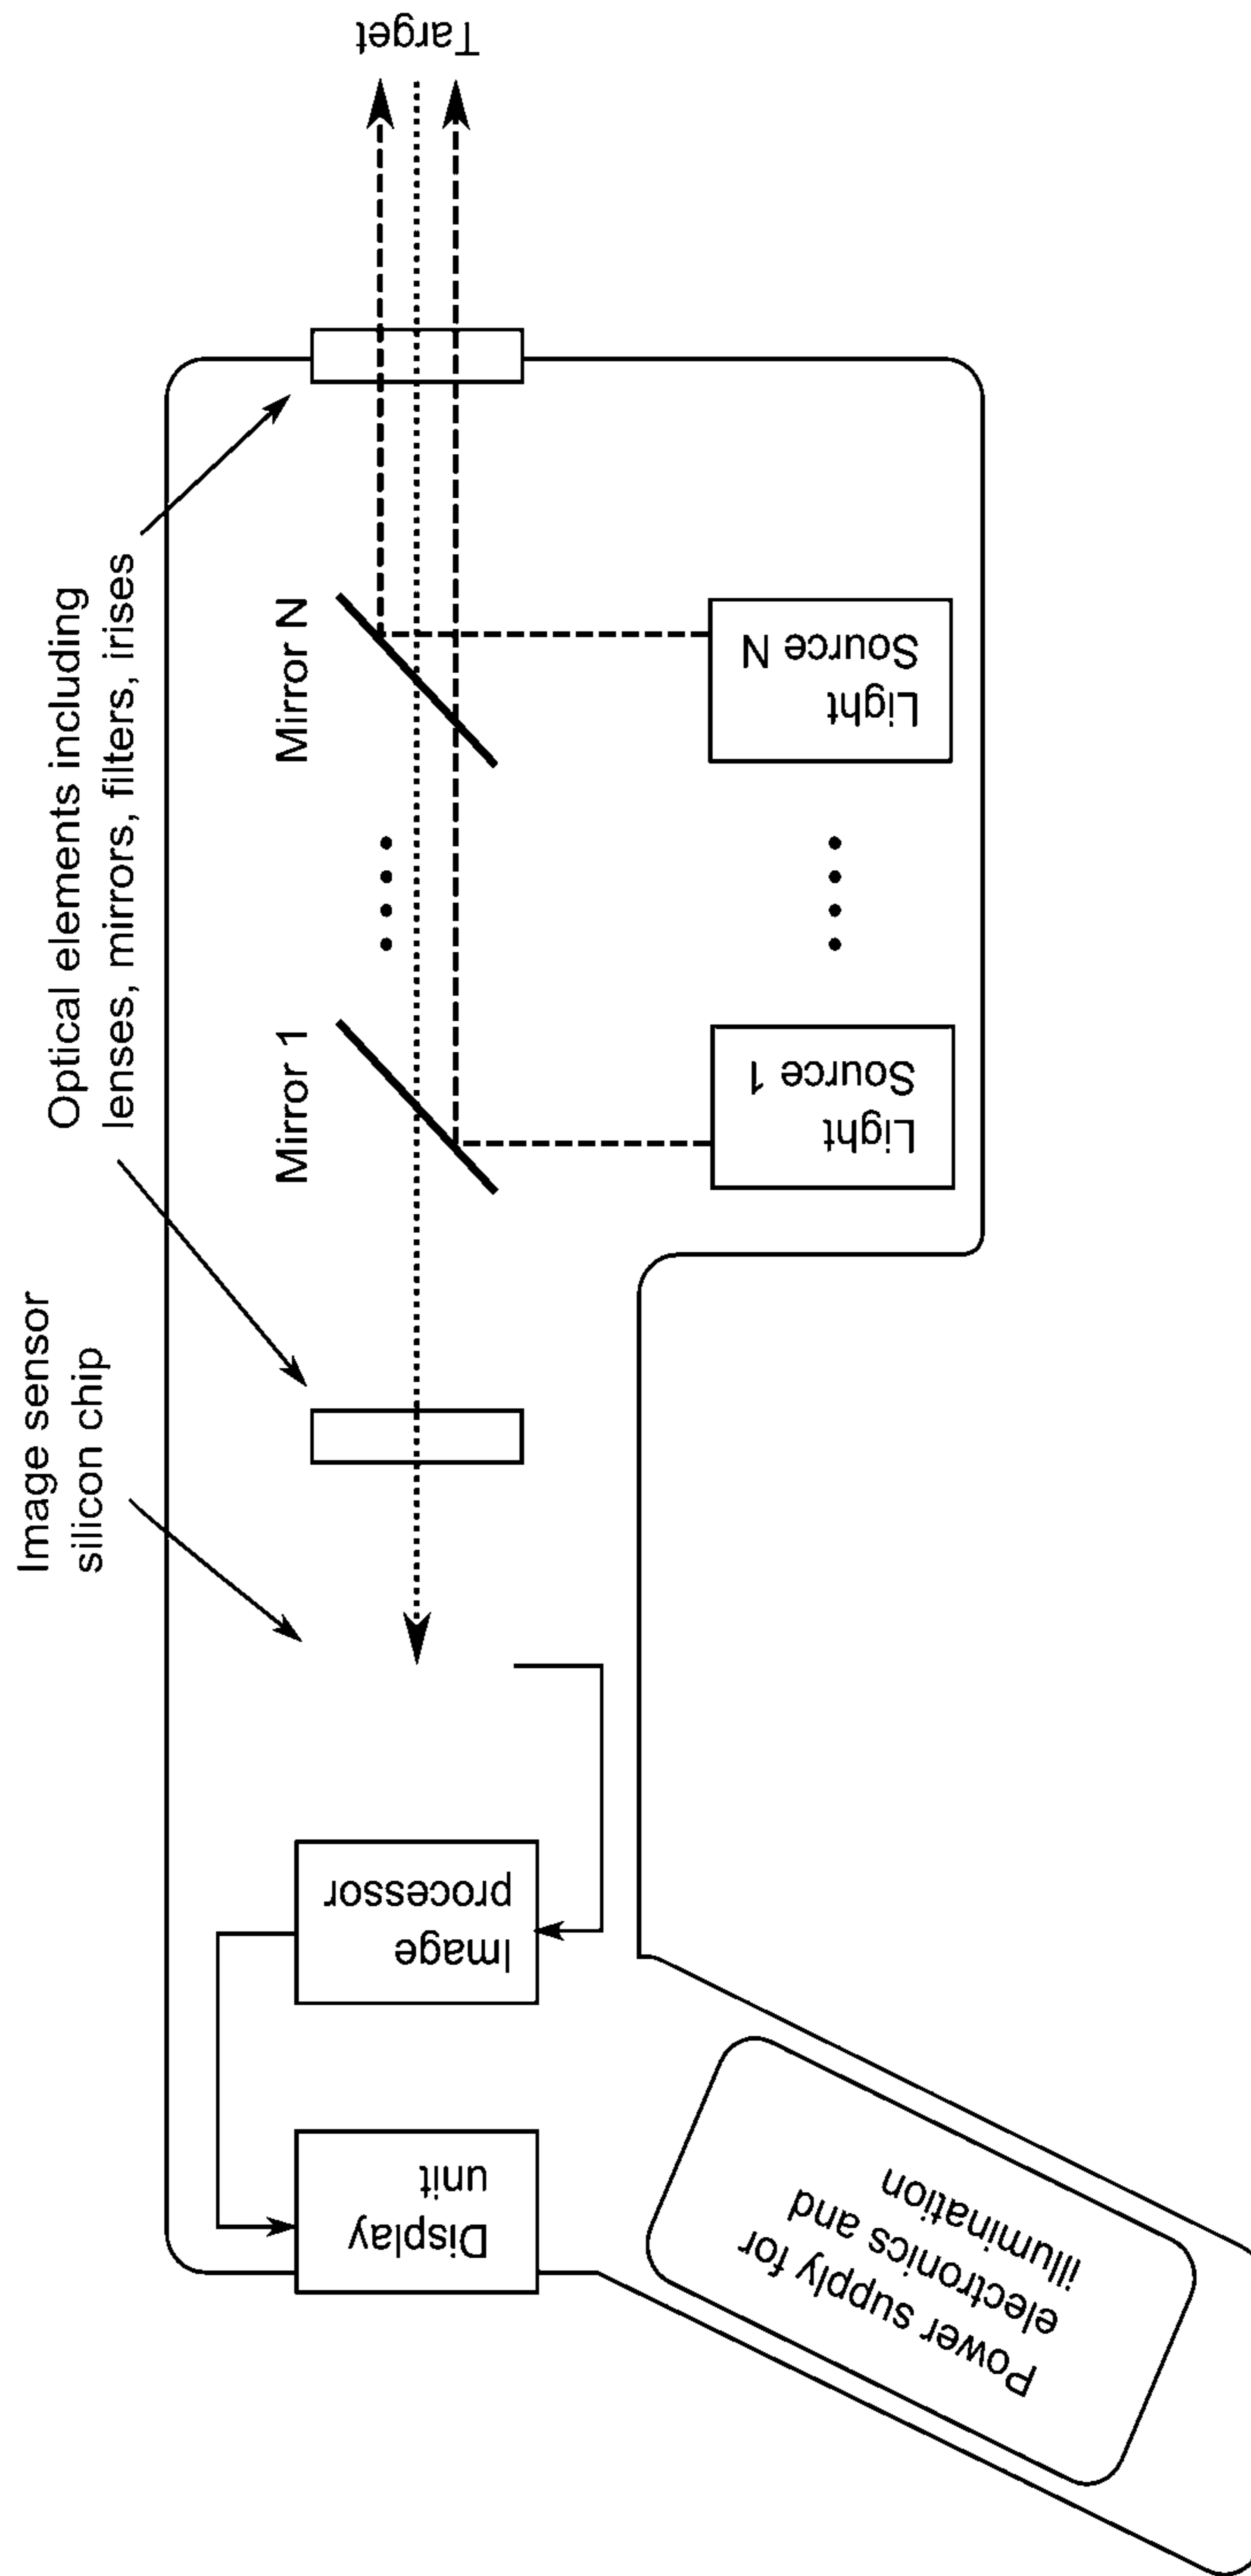 Image sensor
silicon chip
Optical elements including
lenses, mirrors, filters, irises
Mirror 1
Mirror N
Target
Display
unit
Image
processor
Light
Source 1
Light
Source N
Power supply for
electronics and
illumination